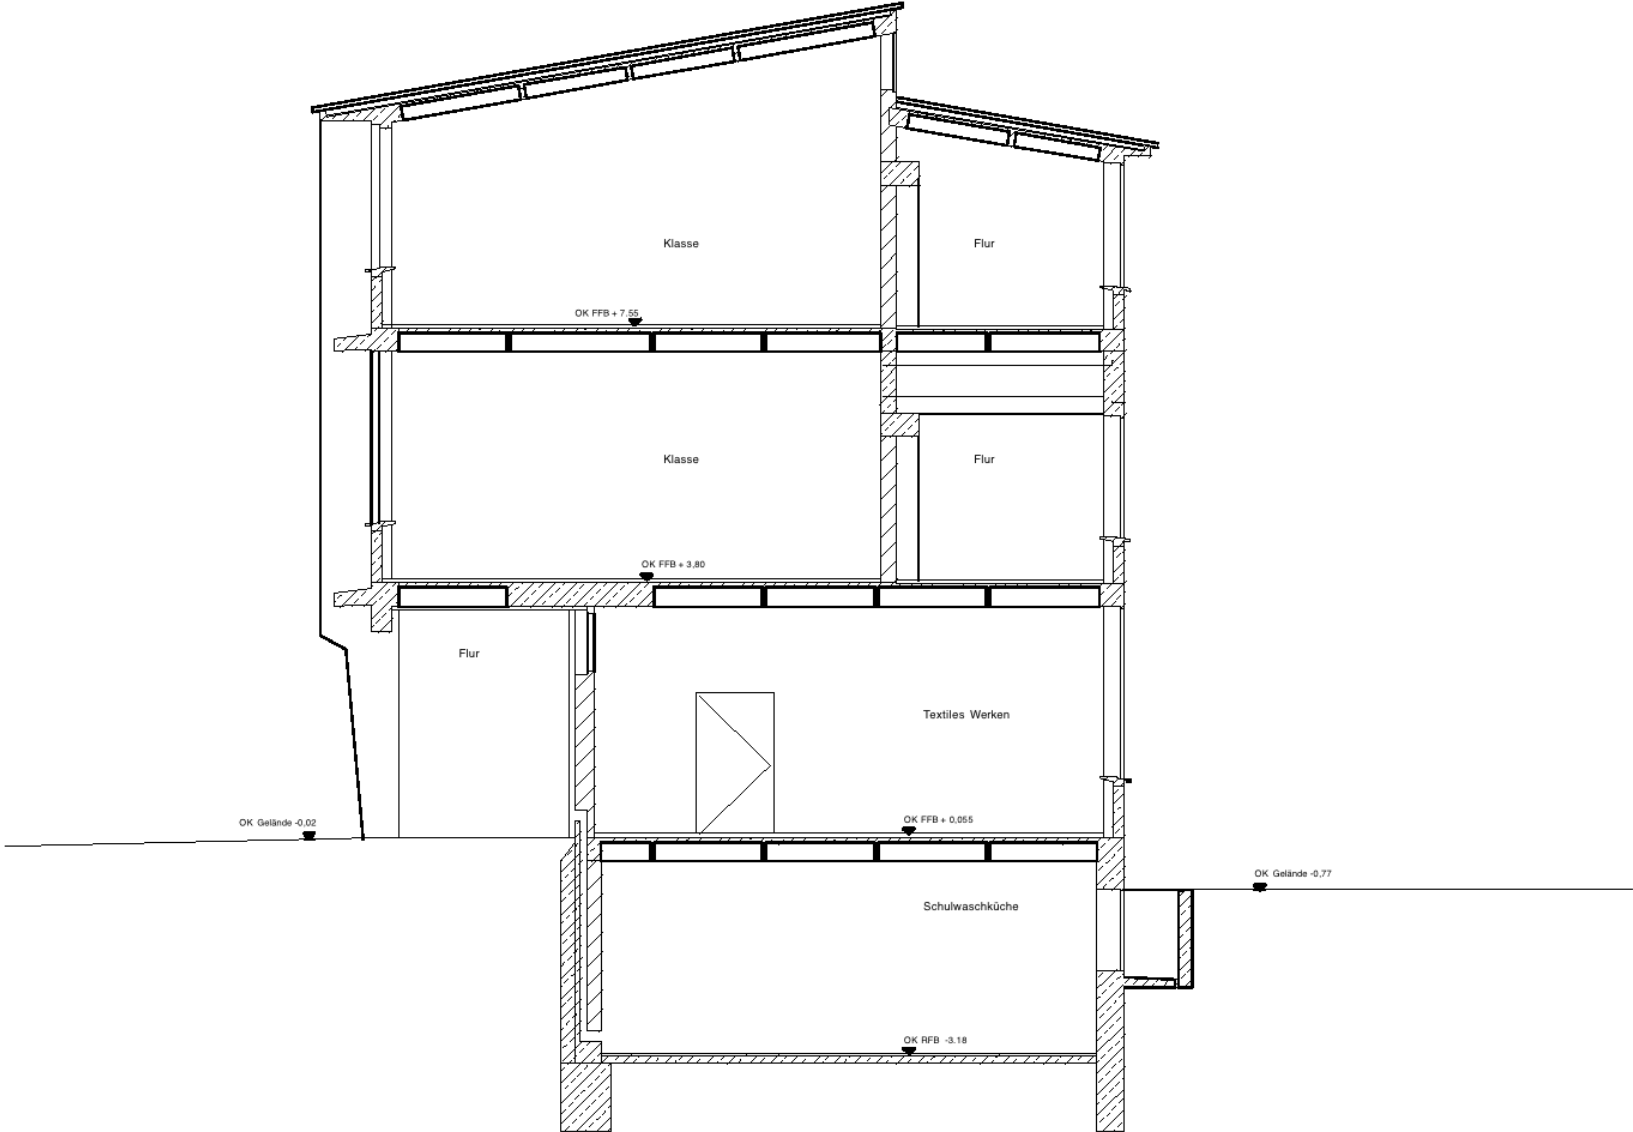 Klasse
Flur
OK FFB + 7.55
Klasse
Flur
OK FFB + 3,80
Flur
Textiles Werken
OK Gelände -0,02
OK FFB + 0,055
OK Gelände -0,77
Schulwaschküche
OK RFB -3.18